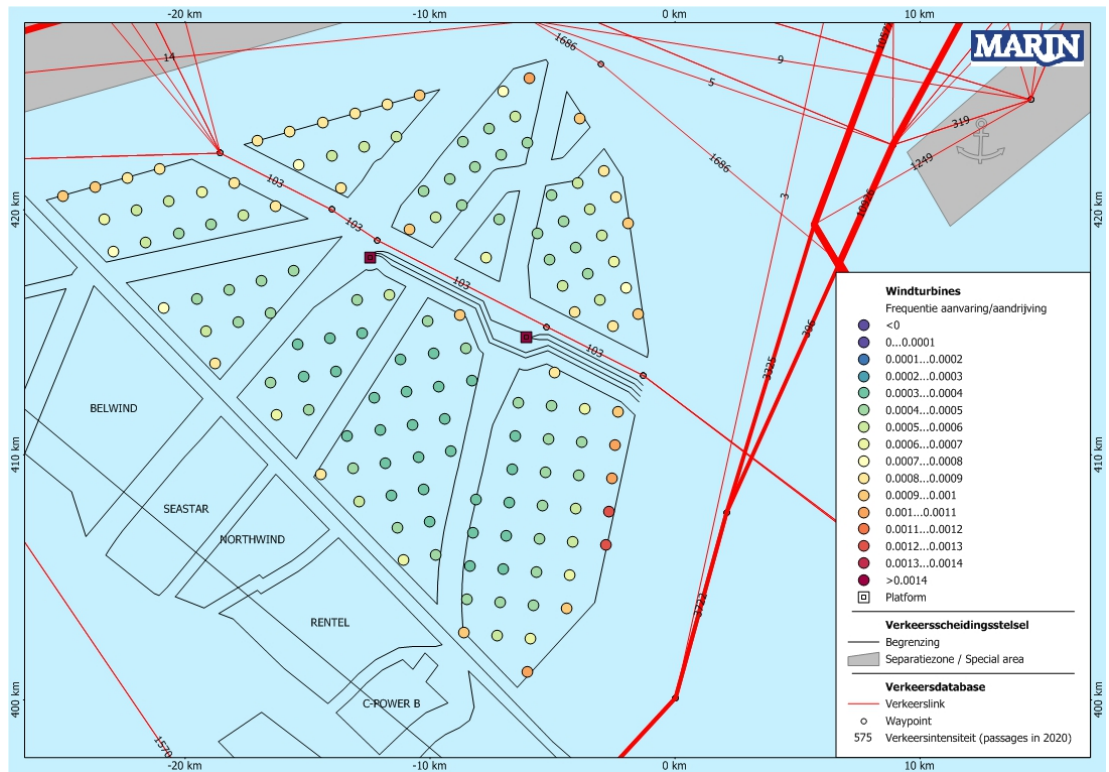 -20 km
-10 km
0 km
10 km
MARIN
14
1686
5
9
319
1249
1686
3
103
103
103
103
420 km
420 km
3325
386
410 km
410 km
3722
400 km
400 km
1570
BELWIND
SEASTAR
NORTHWIND
RENTEL
C-POWER B
Windturbines
Frequentie aanvaring/aandrijving
<0
0...0.0001
0.0001...0.0002
0.0002...0.0003
0.0003...0.0004
0.0004...0.0005
0.0005...0.0006
0.0006...0.0007
0.0007...0.0008
0.0008...0.0009
0.0009...0.001
0.001...0.0011
0.0011...0.0012
0.0012...0.0013
0.0013...0.0014
>0.0014
Platform
Verkeersscheidingsstelsel
Begrenzing
Separatiezone / Special area
Verkeersdatabase
Verkeerslink
Waypoint
575 Verkeersintensiteit (passages in 2020)
-20 km
-10 km
0 km
10 km